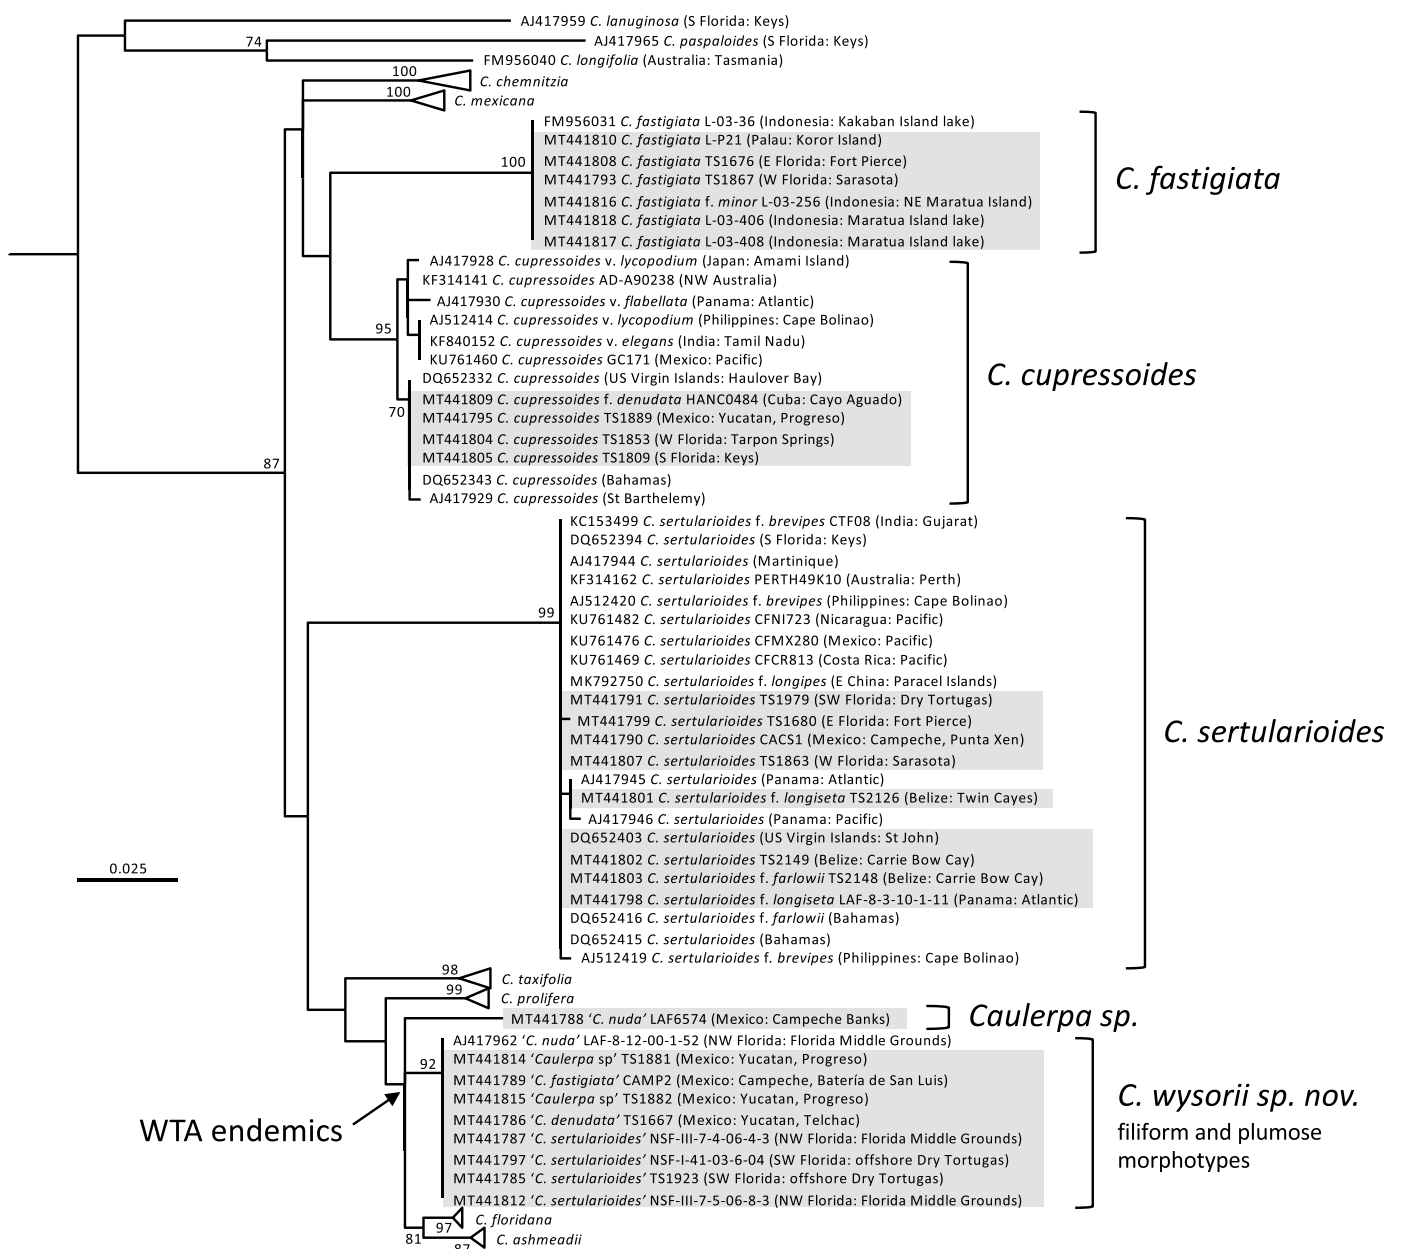 AJ417959 C. lanuginosa (S Florida: Keys)
74
AJ417965 C. paspaloides (S Florida: Keys)
FM956040 C. longifolia (Australia: Tasmania)
100
C. chemnitzia
100
C. mexicana
FM956031 C. fastigiata L-03-36 (Indonesia: Kakaban Island lake)
MT441810 C. fastigiata L-P21 (Palau: Koror Island)
100
MT441808 C. fastigiata TS1676 (E Florida: Fort Pierce)
MT441793 C. fastigiata TS1867 (W Florida: Sarasota)
MT441816 C. fastigiata f. minor L-03-256 (Indonesia: NE Maratua Island)
MT441818 C. fastigiata L-03-406 (Indonesia: Maratua Island lake)
MT441817 C. fastigiata L-03-408 (Indonesia: Maratua Island lake)
C. fastigiata
AJ417928 C. cupressoides v. lycopodium (Japan: Amami Island)
KF314141 C. cupressoides AD-A90238 (NW Australia)
AJ417930 C. cupressoides v. flabellata (Panama: Atlantic)
95
AJ512414 C. cupressoides v. lycopodium (Philippines: Cape Bolinao)
KF840152 C. cupressoides v. elegans (India: Tamil Nadu)
KU761460 C. cupressoides GC171 (Mexico: Pacific)
DQ652332 C. cupressoides (US Virgin Islands: Haulover Bay)
MT441809 C. cupressoides f. denudata HANC0484 (Cuba: Cayo Aguado)
70
MT441795 C. cupressoides TS1889 (Mexico: Yucatan, Progreso)
MT441804 C. cupressoides TS1853 (W Florida: Tarpon Springs)
MT441805 C. cupressoides TS1809 (S Florida: Keys)
DQ652343 C. cupressoides (Bahamas)
AJ417929 C. cupressoides (St Barthelemy)
C. cupressoides
87
KC153499 C. sertularioides f. brevipes CTF08 (India: Gujarat)
DQ652394 C. sertularioides (S Florida: Keys)
AJ417944 C. sertularioides (Martinique)
KF314162 C. sertularioides PERTH49K10 (Australia: Perth)
AJ512420 C. sertularioides f. brevipes (Philippines: Cape Bolinao)
99
KU761482 C. sertularioides CFNI723 (Nicaragua: Pacific)
KU761476 C. sertularioides CFMX280 (Mexico: Pacific)
KU761469 C. sertularioides CFCR813 (Costa Rica: Pacific)
MK792750 C. sertularioides f. longipes (E China: Paracel Islands)
MT441791 C. sertularioides TS1979 (SW Florida: Dry Tortugas)
MT441799 C. sertularioides TS1680 (E Florida: Fort Pierce)
MT441790 C. sertularioides CACS1 (Mexico: Campeche, Punta Xen)
MT441807 C. sertularioides TS1863 (W Florida: Sarasota)
AJ417945 C. sertularioides (Panama: Atlantic)
MT441801 C. sertularioides f. longiseta TS2126 (Belize: Twin Cayes)
AJ417946 C. sertularioides (Panama: Pacific)
DQ652403 C. sertularioides (US Virgin Islands: St John)
MT441802 C. sertularioides TS2149 (Belize: Carrie Bow Cay)
MT441803 C. sertularioides f. farlowii TS2148 (Belize: Carrie Bow Cay)
MT441798 C. sertularioides f. longiseta LAF-8-3-10-1-11 (Panama: Atlantic)
DQ652416 C. sertularioides f. farlowii (Bahamas)
DQ652415 C. sertularioides (Bahamas)
AJ512419 C. sertularioides f. brevipes (Philippines: Cape Bolinao)
C. sertularioides
0.025
98
C. taxifolia
99
C. prolifera
MT441788 ‘C. nuda’ LAF6574 (Mexico: Campeche Banks)
Caulerpa sp.
AJ417962 ‘C. nuda’ LAF-8-12-00-1-52 (NW Florida: Florida Middle Grounds)
92
MT441814 ‘Caulerpa sp’ TS1881 (Mexico: Yucatan, Progreso)
MT441789 ‘C. fastigiata’ CAMP2 (Mexico: Campeche, Batería de San Luis)
MT441815 ‘Caulerpa sp’ TS1882 (Mexico: Yucatan, Progreso)
MT441786 ‘C. denudata’ TS1667 (Mexico: Yucatan, Telchac)
MT441787 ‘C. sertularioides’ NSF-III-7-4-06-4-3 (NW Florida: Florida Middle Grounds)
MT441797 ‘C. sertularioides’ NSF-I-41-03-6-04 (SW Florida: offshore Dry Tortugas)
MT441785 ‘C. sertularioides’ TS1923 (SW Florida: offshore Dry Tortugas)
MT441812 ‘C. sertularioides’ NSF-III-7-5-06-8-3 (NW Florida: Florida Middle Grounds)
C. wysorii sp. nov.
filiform and plumose
morphotypes
WTA endemics
97
C. floridana
81
87
C. ashmeadii